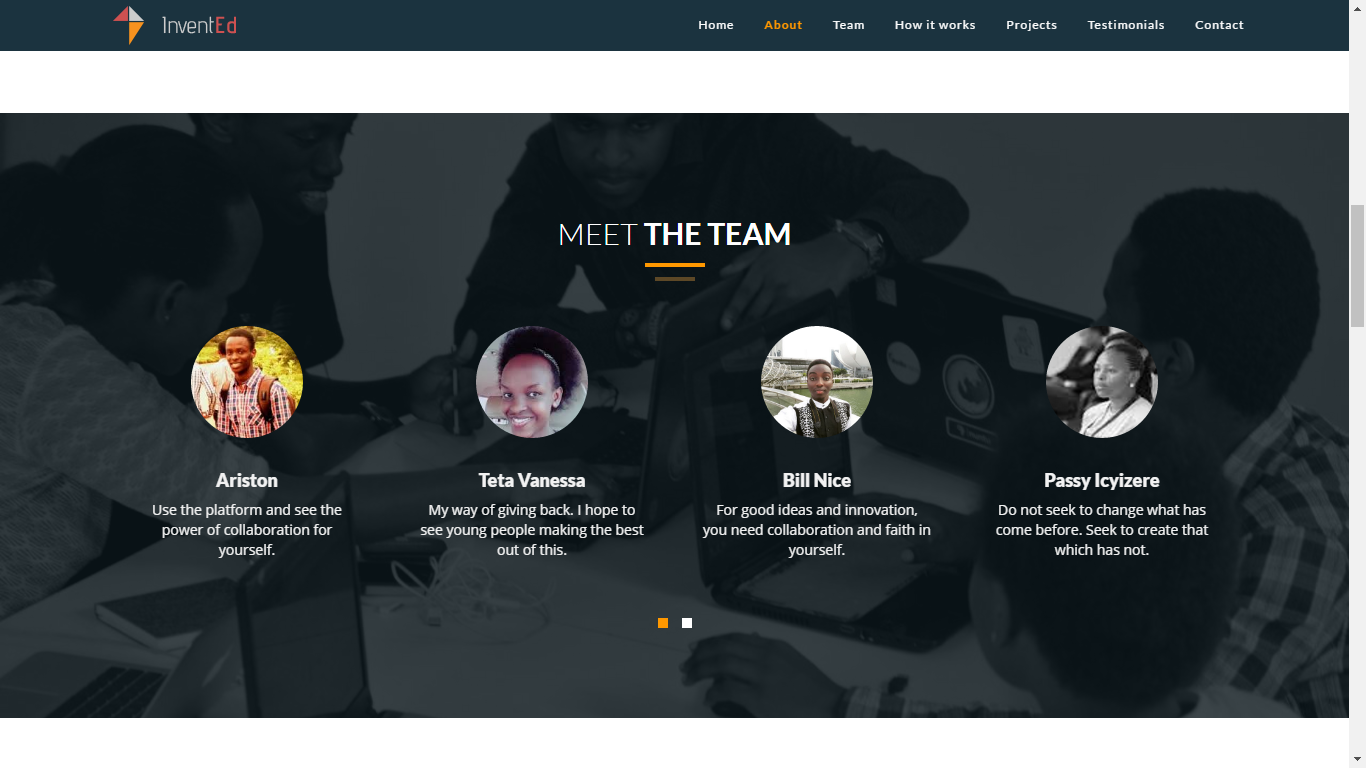 InventEd
Home About Team How it works Projects Testimonials Contact
MEET THE TEAM
Ariston
Use the platform and see the
power of collaboration for
yourself.
Teta Vanessa
My way of giving back. I hope to
see young people making the best
out of this.
Bill Nice
For good ideas and innovation,
you need collaboration and faith in
yourself.
Passy Icyizere
Do not seek to change what has
come before. Seek to create that
which has not.